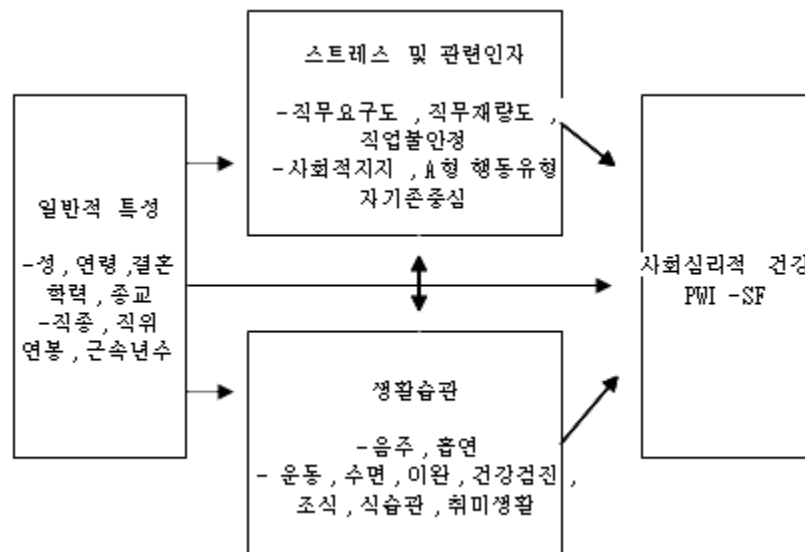 스트레스 및 관련인자
-직무요구도 , 직무재량도 ,
직업불안정
-사회적지지 , A형 행동유형
자기존중심
일반적 특성
-성 , 연령 ,결혼
학력 , 종교
-직종 , 직위
연봉 , 근속년수
사회심리적 건강
PWI -SF
생활습관
-음주 , 흡연
- 운동 , 수면 , 이완 , 건강검진 ,
조식 , 식습관 , 취미생활